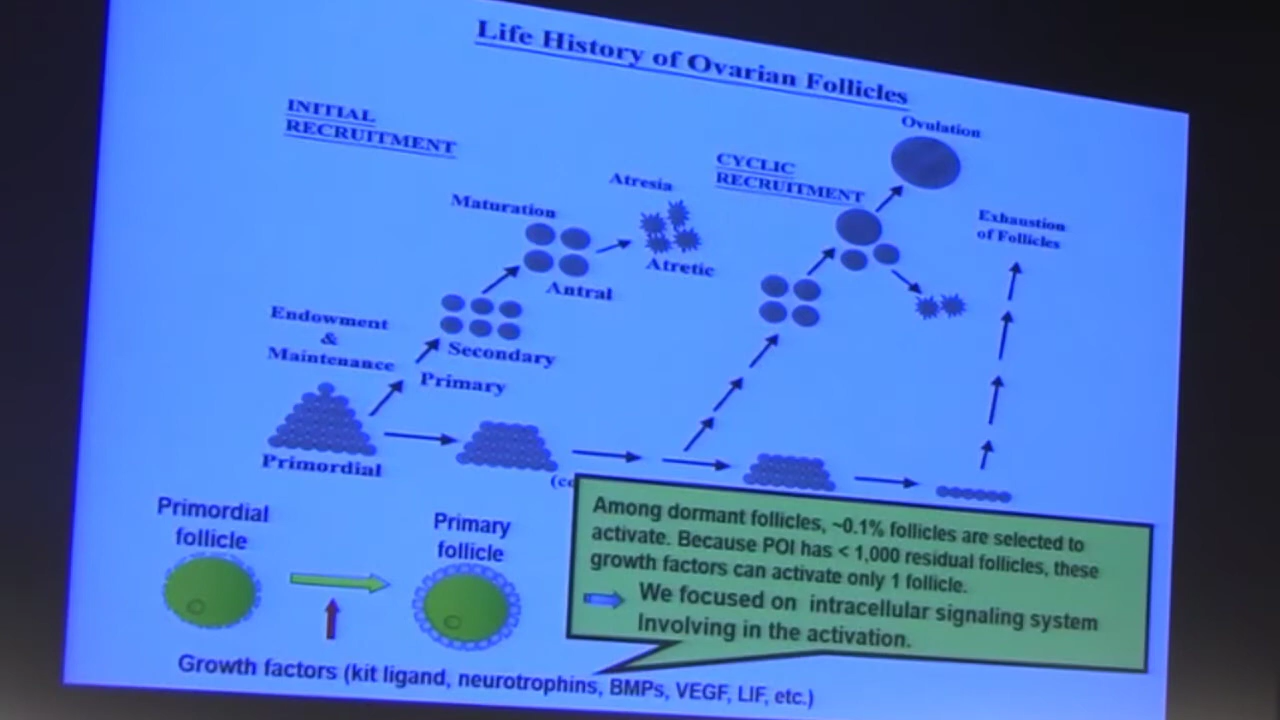 Life History of Ovarian Follicles
INITIAL
RECRUITMENT
CYCLIC
RECRUITMENT
Ovulation
Atresia
Maturation
Exhaustion
of Follicles
Atretic
Antral
Endowment
&
Maintenance
Secondary
Primary
Primordial
Primordial
follicle
Primary
follicle
Among dormant follicles, ~0.1% follicles are selected to
activate. Because POI has < 1,000 residual follicles, these
growth factors can activate only 1 follicle.
We focused on intracellular signaling system
Involving in the activation.
Growth factors (kit ligand, neurotrophins, BMPs, VEGF, LIF, etc.)